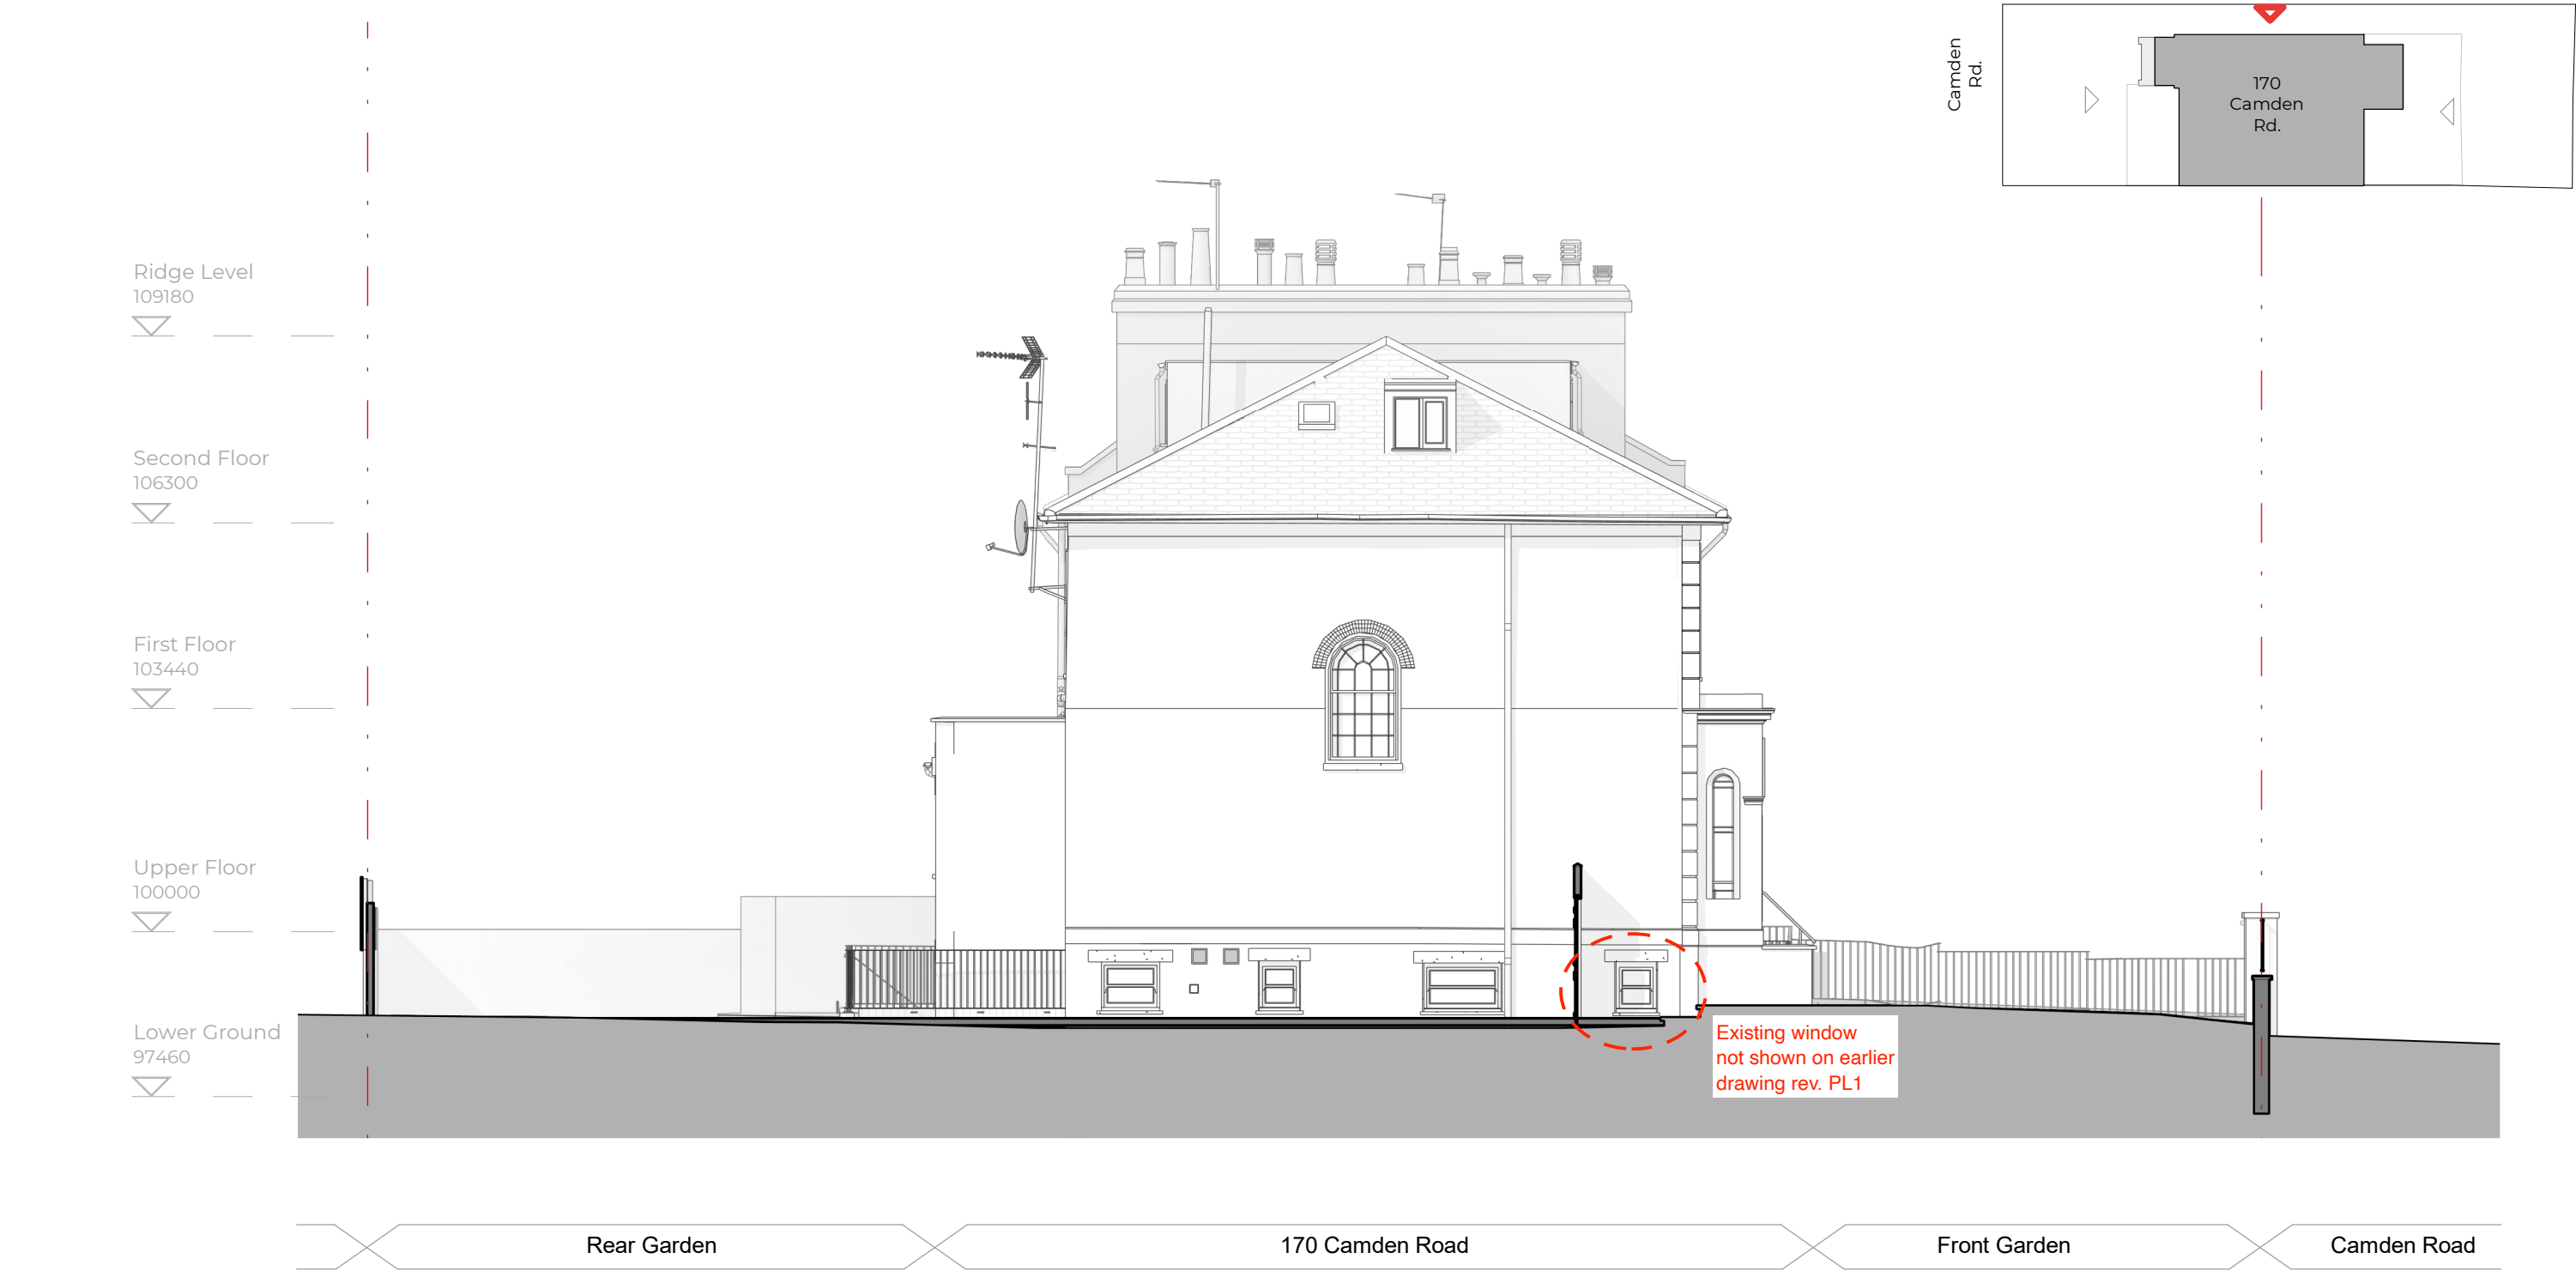 Camden
Rd.
170
Camden
Rd.
Ridge Level
109180
Second Floor
106300
First Floor
103440
Upper Floor
100000
Lower Ground
97460
Existing window
not shown on earlier
drawing rev. PL1
Rear Garden
170 Camden Road
Front Garden
Camden Road